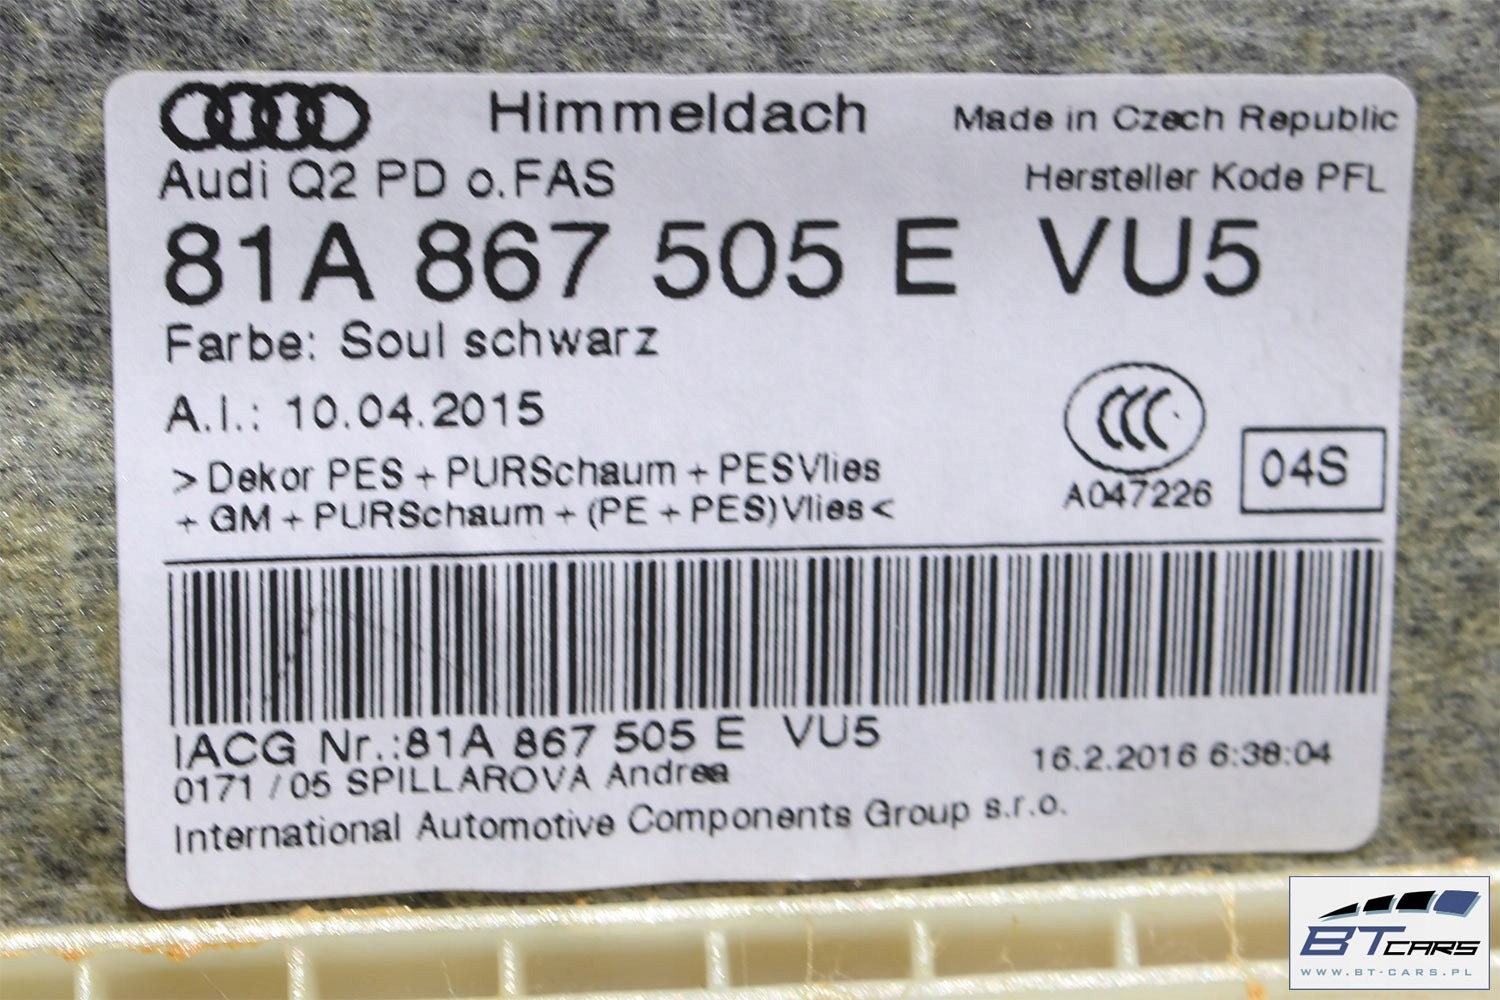 Himmeldach
Made in Czech Republic
Audi Q2 PD o.FAS
Hersteller Kode PFL
81A 867 505 E VU5
Farbe: Soul schwarz
A.I.: 10.04.2015
CCC
A047226
04S
>Dekor PES + PURSchaum + PESVlies
+ GM + PURSchaum + (PE + PES)Vlies<
IACG Nr.:81A 867 505 E VU5
0171 / 05 SPILLAROVA Andrea
16.2.2016 6:38:04
International Automotive Components Group s.r.o.
BT CARS
WWW.BT-CARS.PL